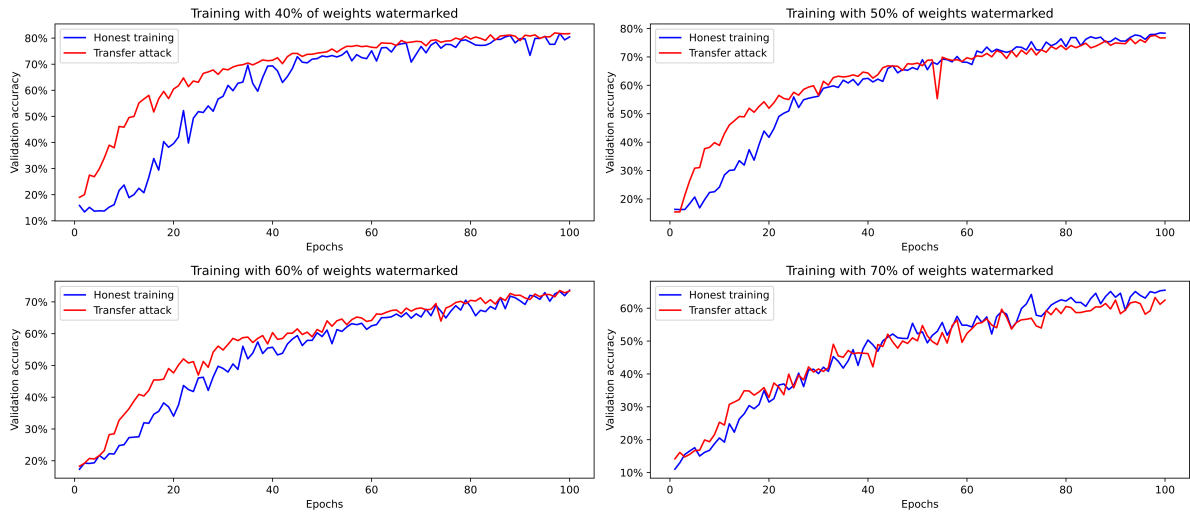 Training with 40% of weights watermarked
Validation accuracy
80%
70%
60%
50%
40%
30%
20%
10%
Honest training
Transfer attack
0
20
40
60
80
100
Epochs
Training with 50% of weights watermarked
Validation accuracy
80%
70%
60%
50%
40%
30%
20%
Honest training
Transfer attack
0
20
40
60
80
100
Epochs
Training with 60% of weights watermarked
Validation accuracy
70%
60%
50%
40%
30%
20%
Honest training
Transfer attack
0
20
40
60
80
100
Epochs
Training with 70% of weights watermarked
Validation accuracy
60%
50%
40%
30%
20%
10%
Honest training
Transfer attack
0
20
40
60
80
100
Epochs